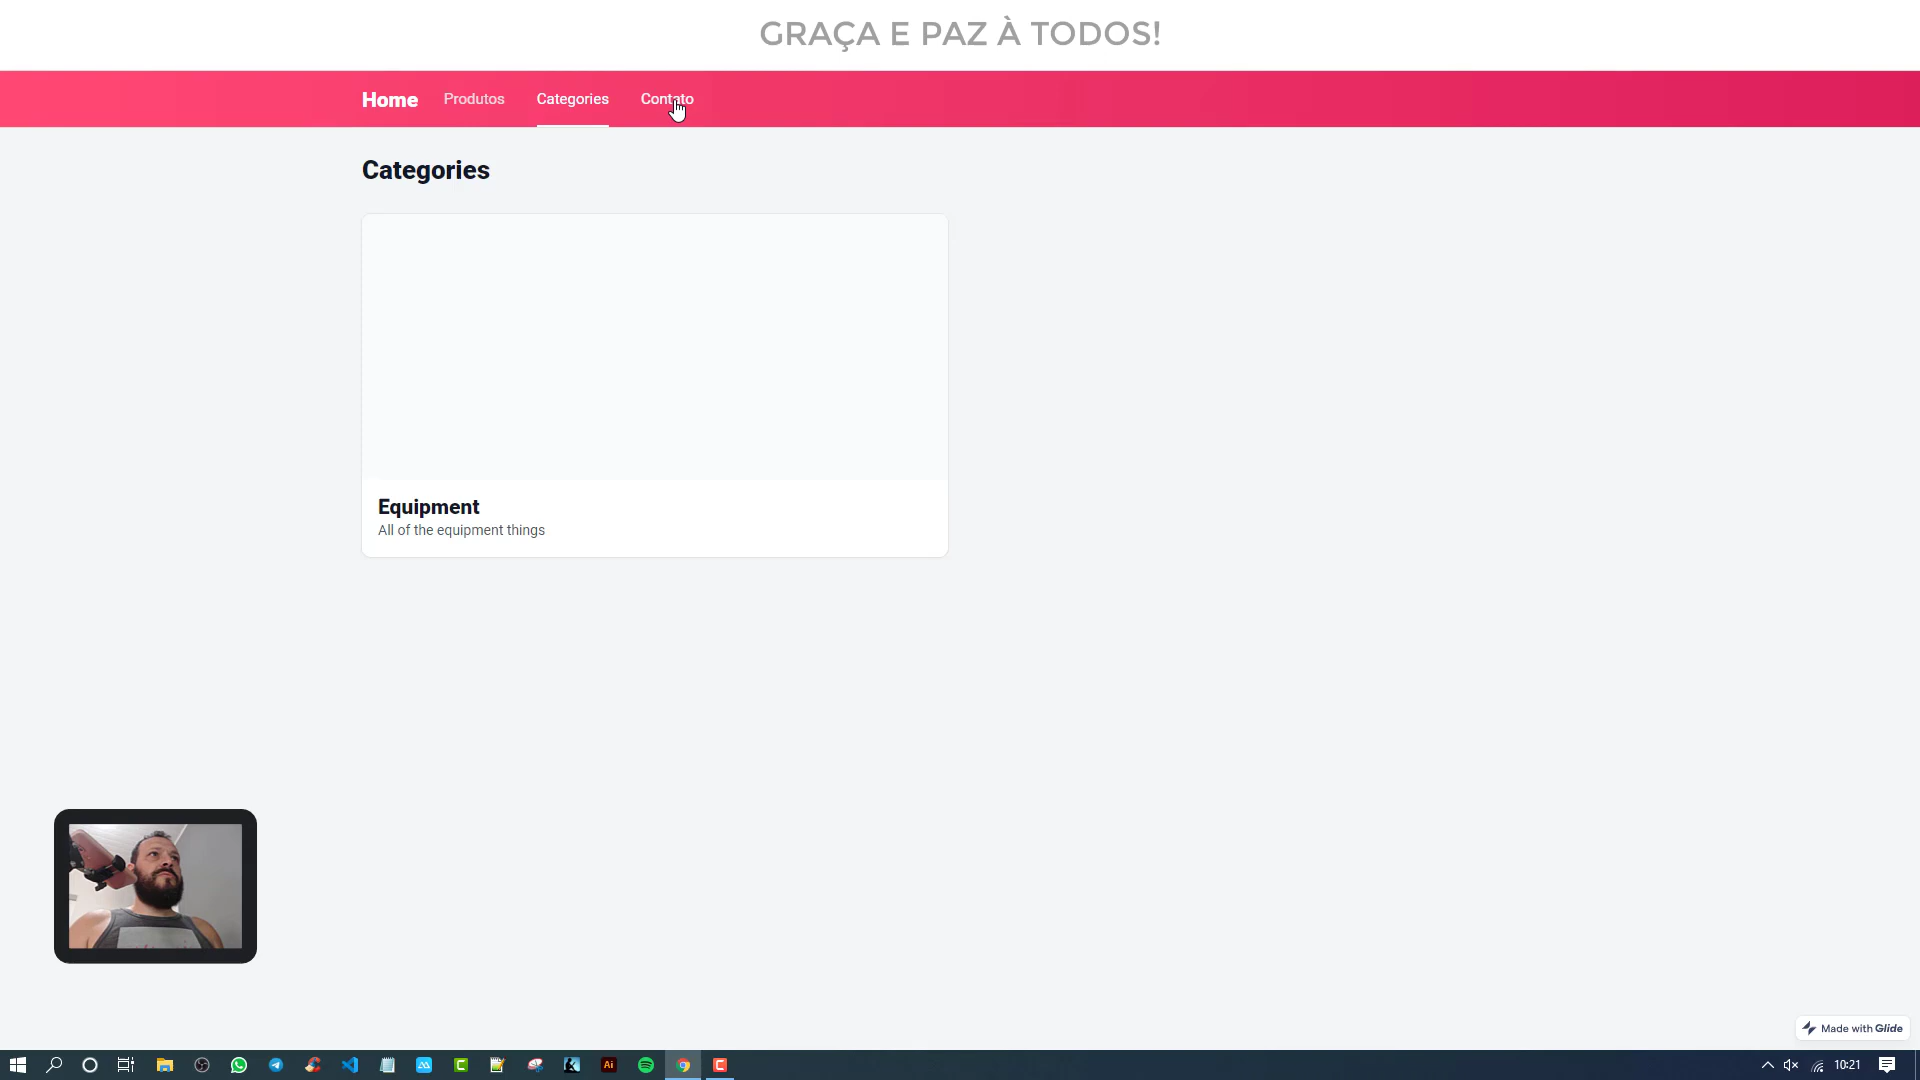 GRAÇA E PAZ À TODOS!
Home Produtos Categories Contato
Categories
Equipment
All of the equipment things
Made with Glide
Ai
10:21